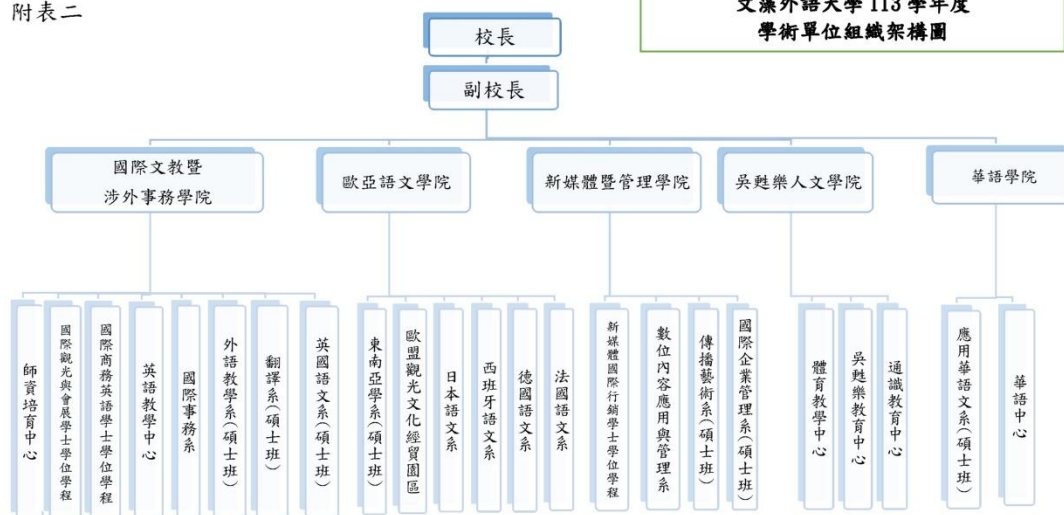 附表二
文藻外語大學 113 學年度
學術單位組織架構圖
校長
副校長
國際文教暨
涉外事務學院
歐亞語文學院
新媒體暨管理學院
吳甦樂人文學院
華語學院
師資培育中心
國際觀光與會展學士學位學程
國際商務英語學士學位學程
英語教學中心
國際事務系
外語教學系(碩士班)
翻譯系(碩士班)
英國語文系(碩士班)
東南亞學系(碩士班)
歐盟觀光文化經貿園區
日本語文系
西班牙語文系
德國語文系
法國語文系
新媒體國際行銷學士學位學程
數位內容應用與管理系
傳播藝術系(碩士班)
國際企業管理系(碩士班)
體育教學中心
吳甦樂教育中心
通識教育中心
應用華語文系(碩士班)
華語中心